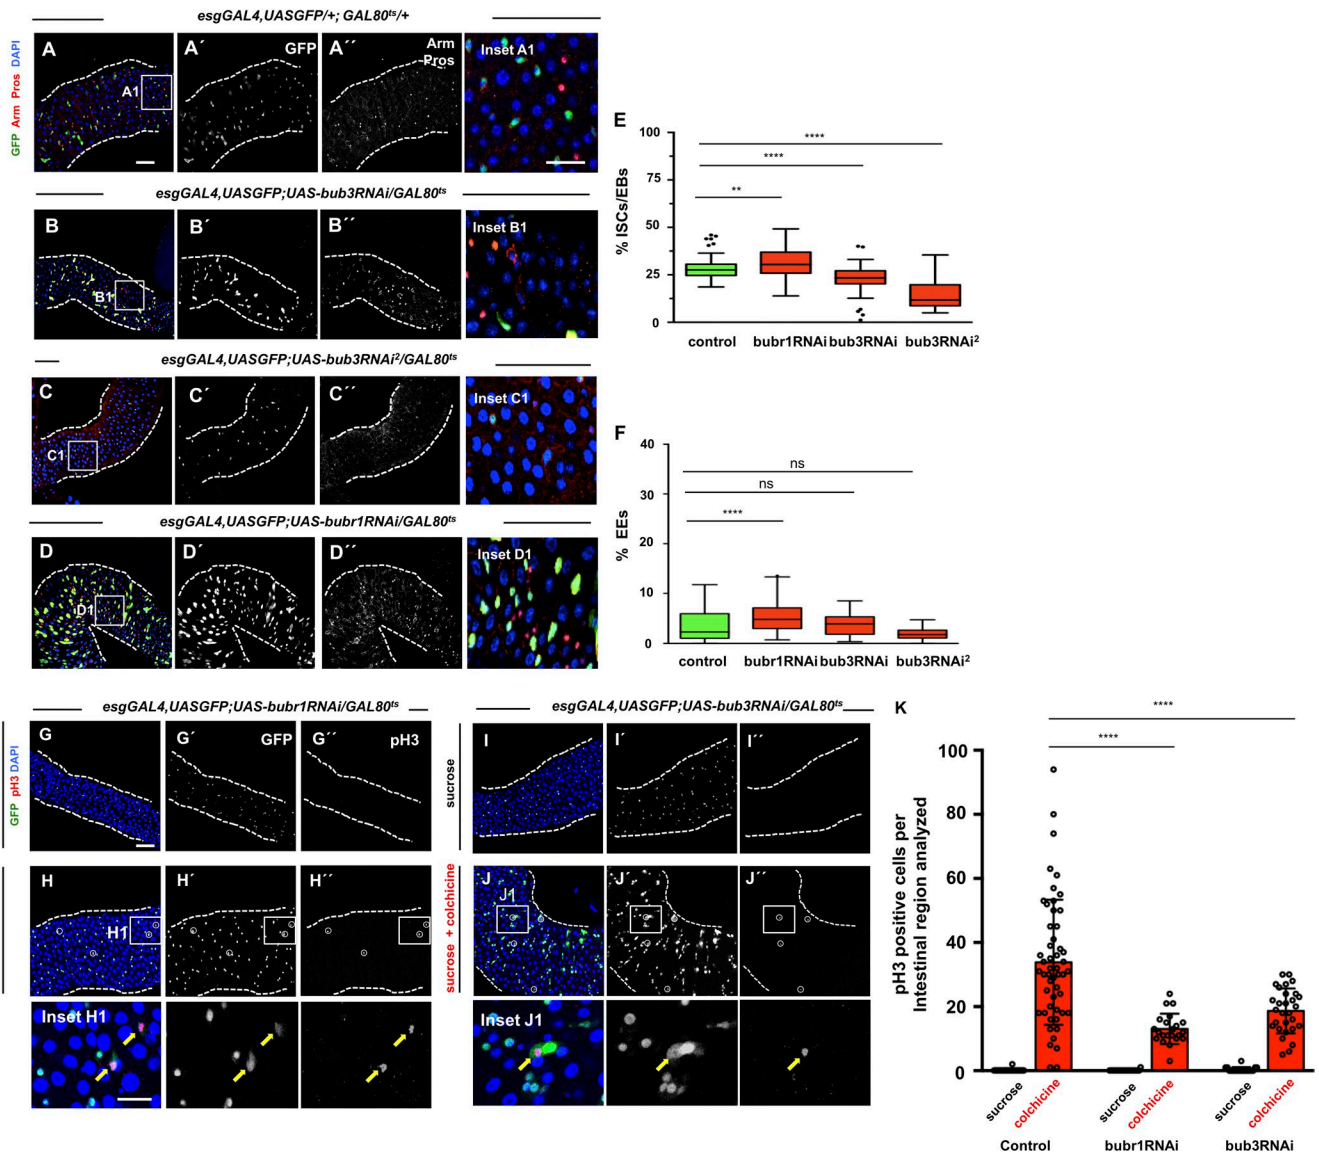 esgGAL4,UASGFP/+; GAL80ts/+
GFP Arm Pros DAPI
A
A1
A´
GFP
A´´
Arm
Pros
Inset A1
esgGAL4,UASGFP;UAS-bub3RNAi/GAL80ts
B
B1
B´
B´´
Inset B1
esgGAL4,UASGFP;UAS-bub3RNAi²/GAL80ts
C
C1
C´
C´´
Inset C1
esgGAL4,UASGFP;UAS-bubr1RNAi/GAL80ts
D
D1
D´
D´´
Inset D1
E
% ISCs/EBs
100
75
50
25
0
****
****
**
control
bubr1RNAi
bub3RNAi
bub3RNAi²
F
% EEs
40
30
20
10
0
ns
ns
****
control
bubr1RNAi
bub3RNAi
bub3RNAi²
esgGAL4,UASGFP;UAS-bubr1RNAi/GAL80ts
GFP pH3 DAPI
G
G´
GFP
G´´
pH3
H
H1
H´
H´´
Inset H1
esgGAL4,UASGFP;UAS-bub3RNAi/GAL80ts
sucrose
I
I´
I´´
sucrose + colchicine
J
J1
J´
J´´
Inset J1
K
pH3 positive cells per
Intestinal region analyzed
100
80
60
40
20
0
****
****
sucrose
colchicine
sucrose
colchicine
sucrose
colchicine
Control
bubr1RNAi
bub3RNAi